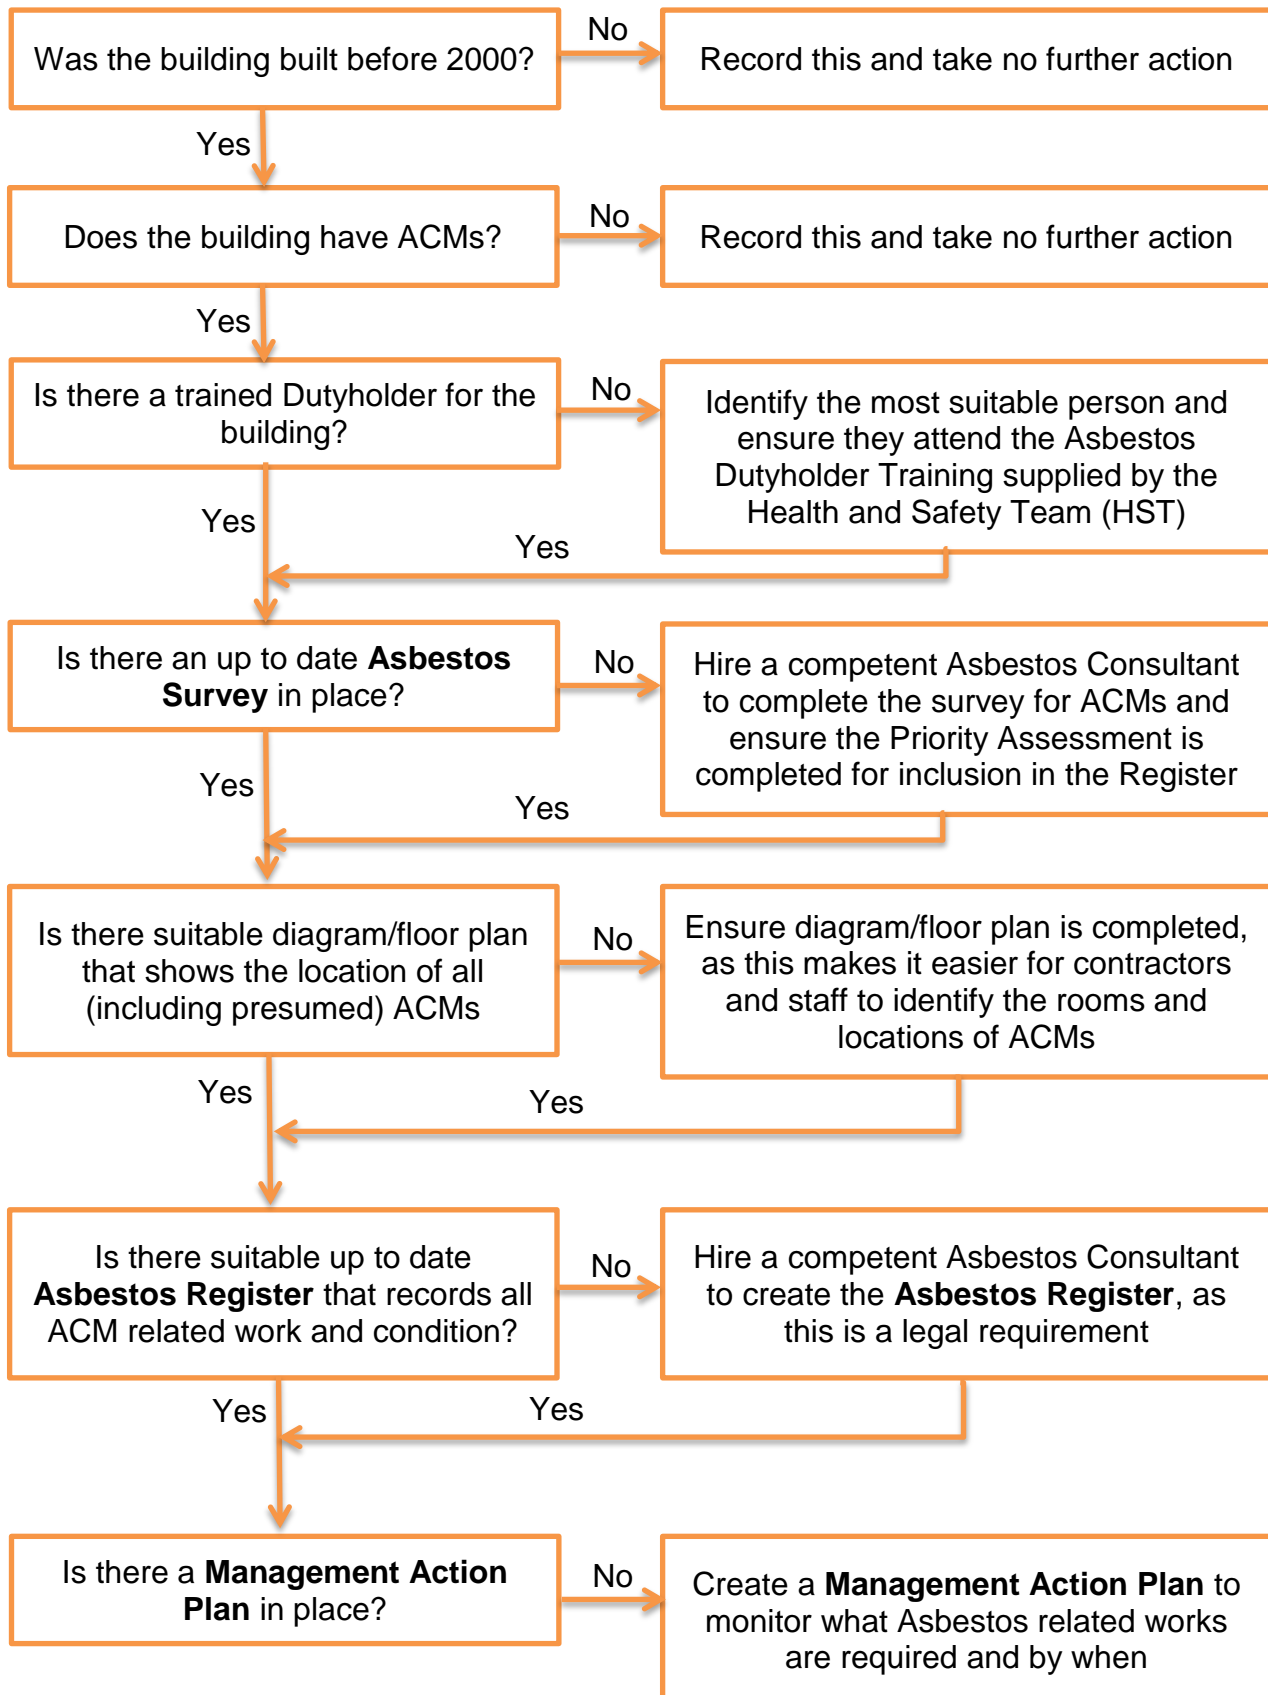 Was the building built before 2000?
No
Record this and take no further action
Yes
Does the building have ACMs?
No
Record this and take no further action
Yes
Is there a trained Dutyholder for the
building?
No
Identify the most suitable person and
ensure they attend the Asbestos
Dutyholder Training supplied by the
Health and Safety Team (HST)
Yes
Yes
Is there an up to date Asbestos
Survey in place?
No
Hire a competent Asbestos Consultant
to complete the survey for ACMs and
ensure the Priority Assessment is
completed for inclusion in the Register
Yes
Yes
Is there suitable diagram/floor plan
that shows the location of all
(including presumed) ACMs
No
Ensure diagram/floor plan is completed,
as this makes it easier for contractors
and staff to identify the rooms and
locations of ACMs
Yes
Yes
Is there suitable up to date
Asbestos Register that records all
ACM related work and condition?
No
Hire a competent Asbestos Consultant
to create the Asbestos Register, as
this is a legal requirement
Yes
Yes
Is there a Management Action
Plan in place?
No
Create a Management Action Plan to
monitor what Asbestos related works
are required and by when